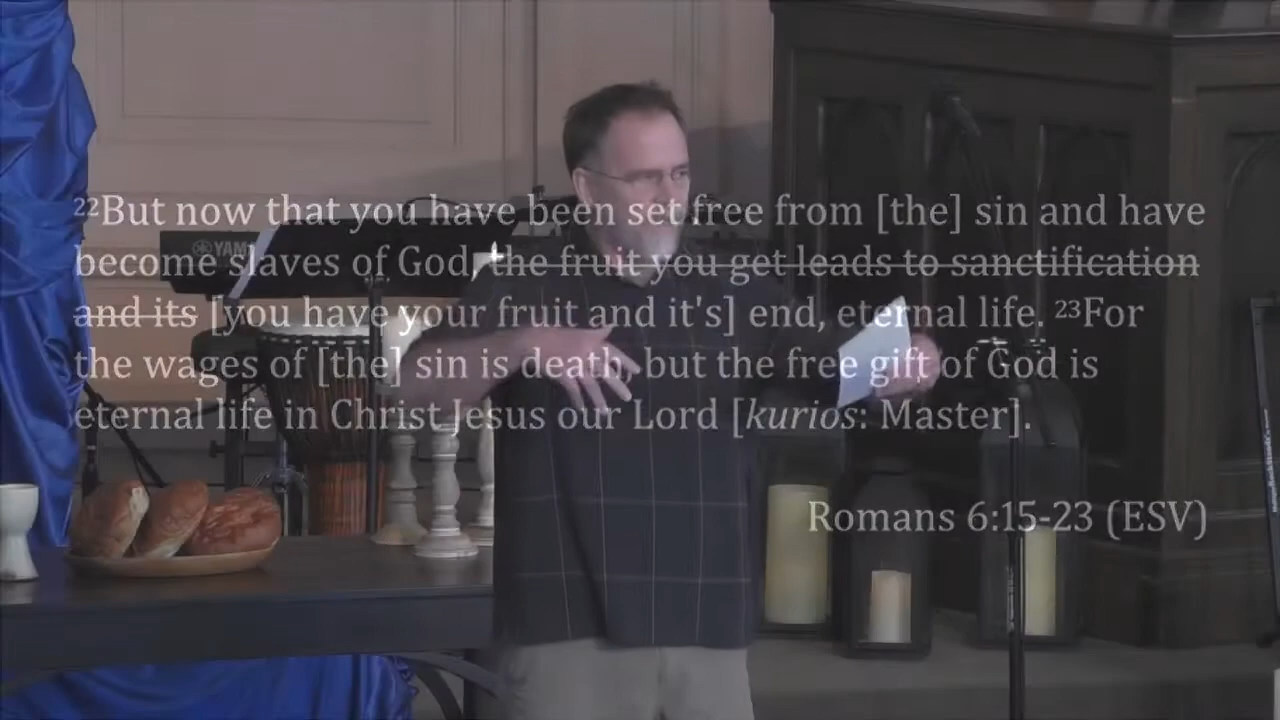 YAM
²²But now that you have been set free from [the] sin and have
become slaves of God, the fruit you get leads to sanctification
and its [you have your fruit and it's] end, eternal life. ²³For
the wages of [the] sin is death, but the free gift of God is
eternal life in Christ Jesus our Lord [kurios: Master].
Romans 6:15-23 (ESV)